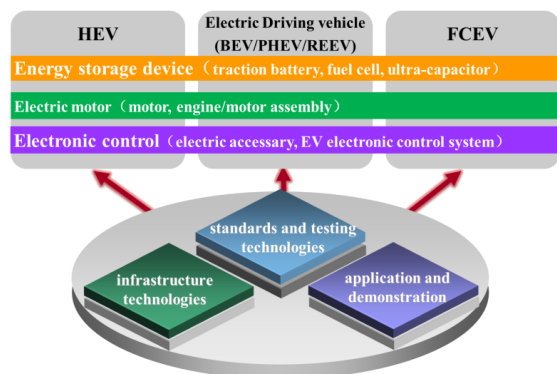 HEV
Electric Driving vehicle
(BEV/PHEV/REEV)
FCEV
Energy storage device（traction battery, fuel cell, ultra-capacitor）
Electric motor（motor, engine/motor assembly）
Electronic control（electric accessary, EV electronic control system）
standards and testing
technologies
infrastructure
technologies
application and
demonstration